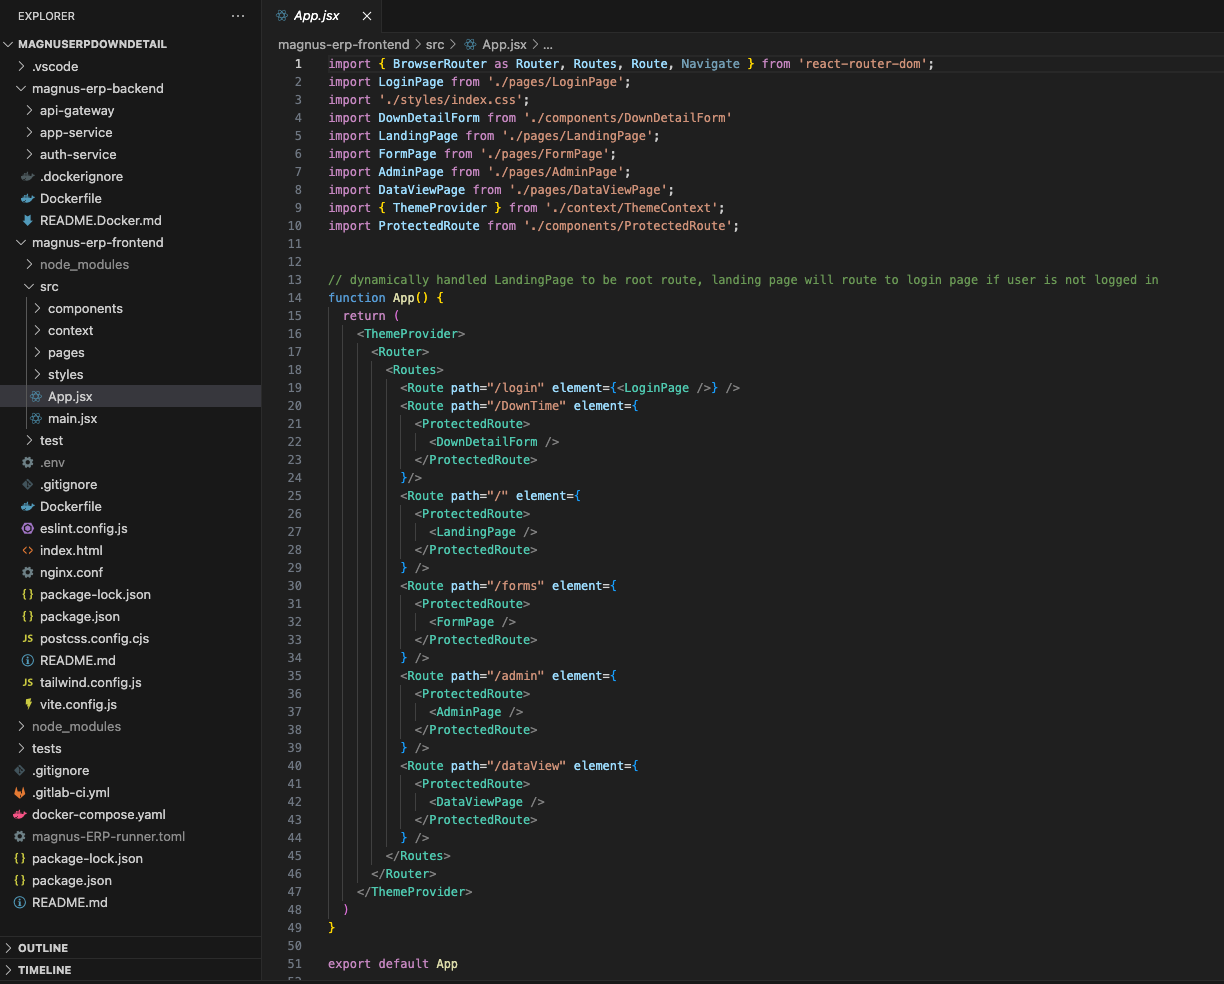 EXPLORER
MAGNUSERPDOWNDETAIL
.vscode
magnus-erp-backend
api-gateway
app-service
auth-service
.dockerignore
Dockerfile
README.Docker.md
magnus-erp-frontend
node_modules
src
components
context
pages
styles
App.jsx
main.jsx
test
.env
.gitignore
Dockerfile
eslint.config.js
index.html
nginx.conf
package-lock.json
package.json
postcss.config.cjs
README.md
tailwind.config.js
vite.config.js
node_modules
tests
.gitignore
.gitlab-ci.yml
docker-compose.yaml
magnus-ERP-runner.toml
package-lock.json
package.json
README.md
OUTLINE
TIMELINE
App.jsx
magnus-erp-frontend > src > App.jsx > ...
1 import { BrowserRouter as Router, Routes, Route, Navigate } from 'react-router-dom';
2 import LoginPage from './pages/LoginPage';
3 import './styles/index.css';
4 import DownDetailForm from './components/DownDetailForm'
5 import LandingPage from './pages/LandingPage';
6 import FormPage from './pages/FormPage';
7 import AdminPage from './pages/AdminPage';
8 import DataViewPage from './pages/DataViewPage';
9 import { ThemeProvider } from './context/ThemeContext';
10 import ProtectedRoute from './components/ProtectedRoute';
11
12
13 // dynamically handled LandingPage to be root route, landing page will route to login page if user is not logged in
14 function App() {
15   return (
16     <ThemeProvider>
17       <Router>
18         <Routes>
19           <Route path="/login" element={<LoginPage />} />
20           <Route path="/DownTime" element={
21             <ProtectedRoute>
22               <DownDetailForm />
23             </ProtectedRoute>
24           }/>
25           <Route path="/" element={
26             <ProtectedRoute>
27               <LandingPage />
28             </ProtectedRoute>
29           } />
30           <Route path="/forms" element={
31             <ProtectedRoute>
32               <FormPage />
33             </ProtectedRoute>
34           } />
35           <Route path="/admin" element={
36             <ProtectedRoute>
37               <AdminPage />
38             </ProtectedRoute>
39           } />
40           <Route path="/dataView" element={
41             <ProtectedRoute>
42               <DataViewPage />
43             </ProtectedRoute>
44           } />
45         </Routes>
46       </Router>
47     </ThemeProvider>
48   )
49 }
50
51 export default App